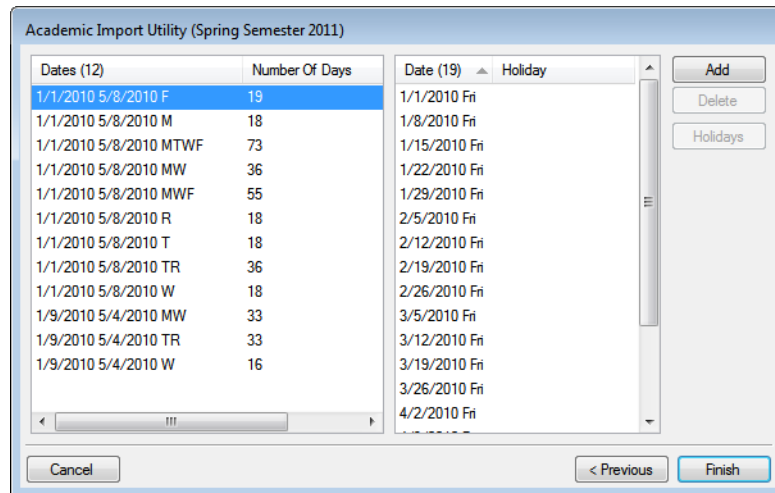 Academic Import Utility (Spring Semester 2011)
Dates (12) Number Of Days
1/1/2010 5/8/2010 F 19
1/1/2010 5/8/2010 M 18
1/1/2010 5/8/2010 MTWF 73
1/1/2010 5/8/2010 MW 36
1/1/2010 5/8/2010 MWF 55
1/1/2010 5/8/2010 R 18
1/1/2010 5/8/2010 T 18
1/1/2010 5/8/2010 TR 36
1/1/2010 5/8/2010 W 18
1/9/2010 5/4/2010 MW 33
1/9/2010 5/4/2010 TR 33
1/9/2010 5/4/2010 W 16
Date (19) Holiday
1/1/2010 Fri
1/8/2010 Fri
1/15/2010 Fri
1/22/2010 Fri
1/29/2010 Fri
2/5/2010 Fri
2/12/2010 Fri
2/19/2010 Fri
2/26/2010 Fri
3/5/2010 Fri
3/12/2010 Fri
3/19/2010 Fri
3/26/2010 Fri
4/2/2010 Fri
Add
Delete
Holidays
Cancel
< Previous
Finish